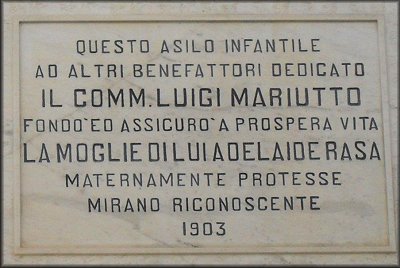 QUESTO ASILO INFANTILE
AD ALTRI BENEFATTORI DEDICATO
IL COMM. LUIGI MARIUTTO
FONDO' ED ASSICURO' A PROSPERA VITA
LA MOGLIE DI LUI ADELAIDE RASA
MATERNAMENTE PROTESSE
MIRANO RICONOSCENTE
1903